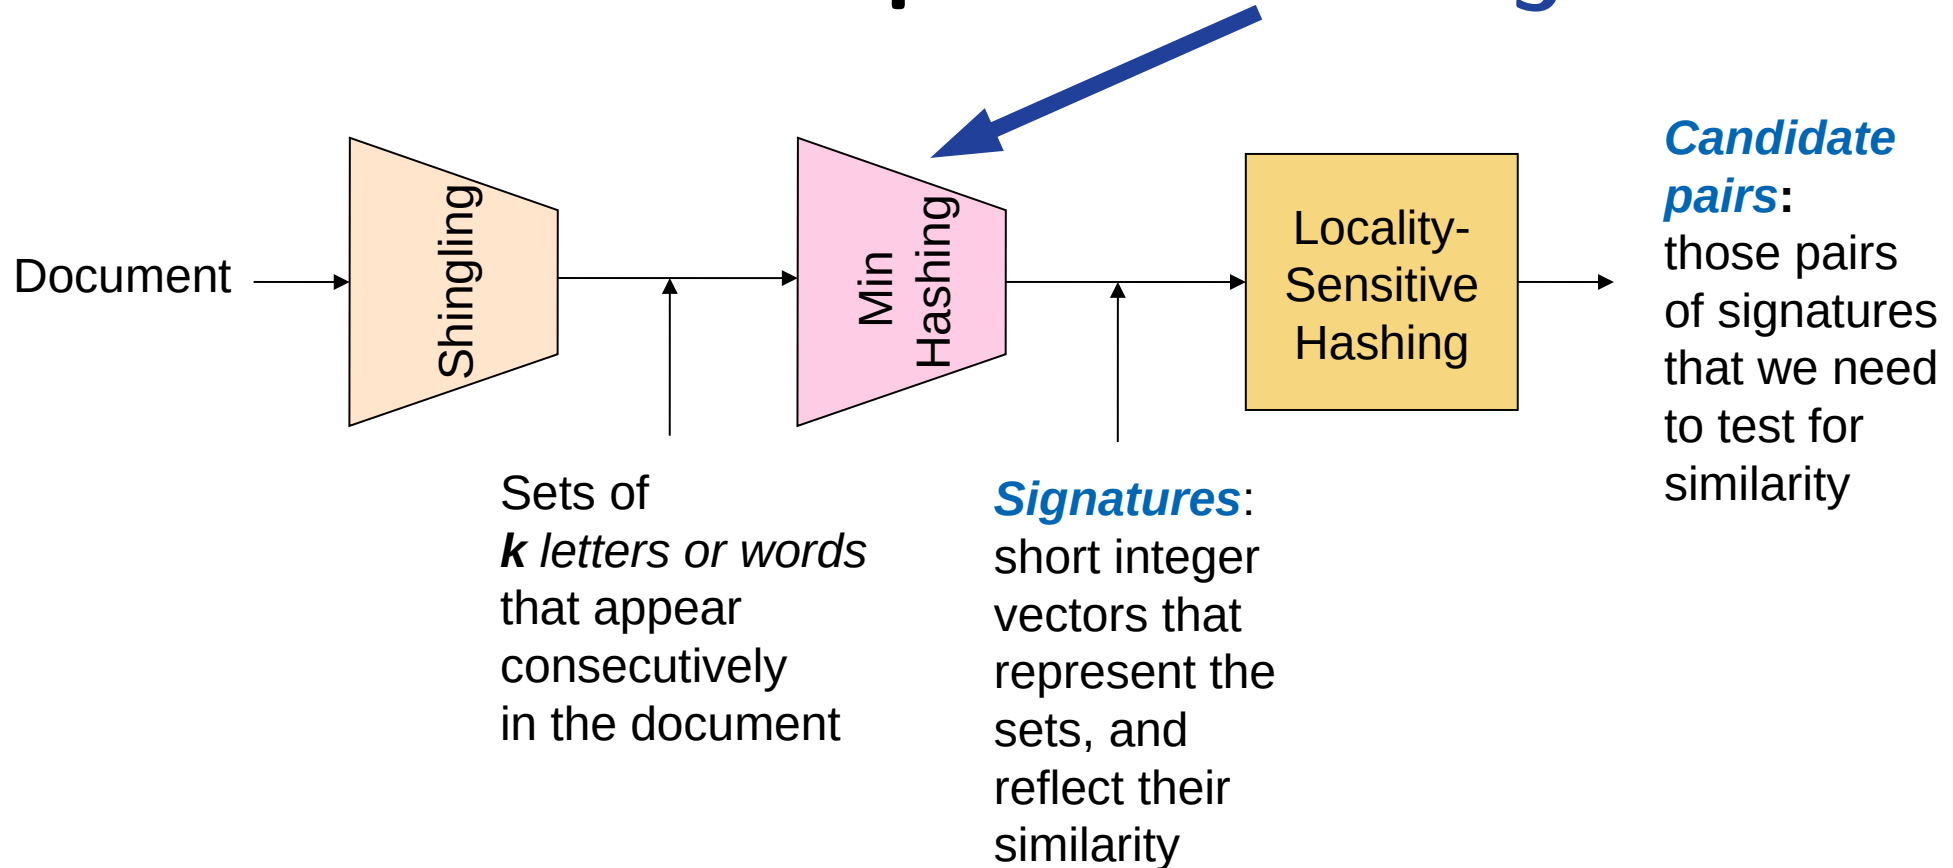 Document
Shingling
Min
Hashing
Locality-
Sensitive
Hashing
Candidate
pairs:
those pairs
of signatures
that we need
to test for
similarity
Sets of
k letters or words
that appear
consecutively
in the document
Signatures:
short integer
vectors that
represent the
sets, and
reflect their
similarity